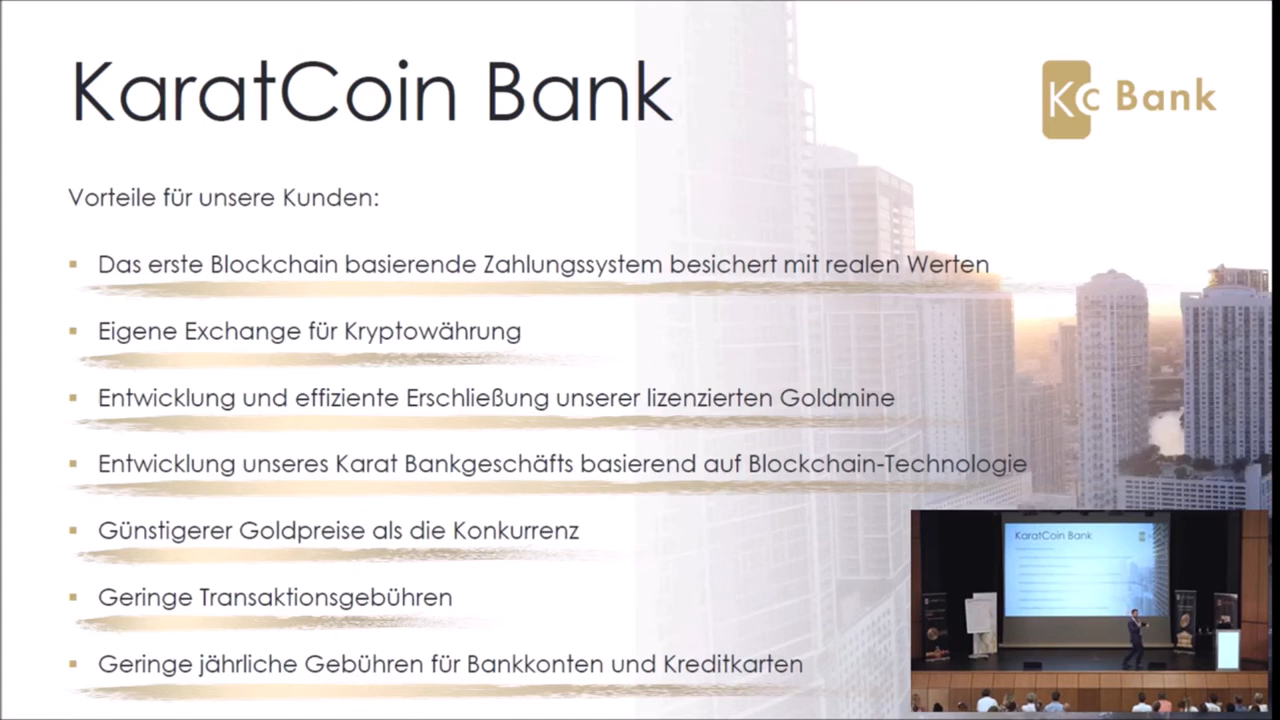 KaratCoin Bank
Kc Bank
Vorteile für unsere Kunden:
Das erste Blockchain basierende Zahlungssystem besichert mit realen Werten
Eigene Exchange für Kryptowährung
Entwicklung und effiziente Erschließung unserer lizenzierten Goldmine
Entwicklung unseres Karat Bankgeschäfts basierend auf Blockchain-Technologie
Günstigerer Goldpreise als die Konkurrenz
Geringe Transaktionsgebühren
Geringe jährliche Gebühren für Bankkonten und Kreditkarten
KaratCoin Bank